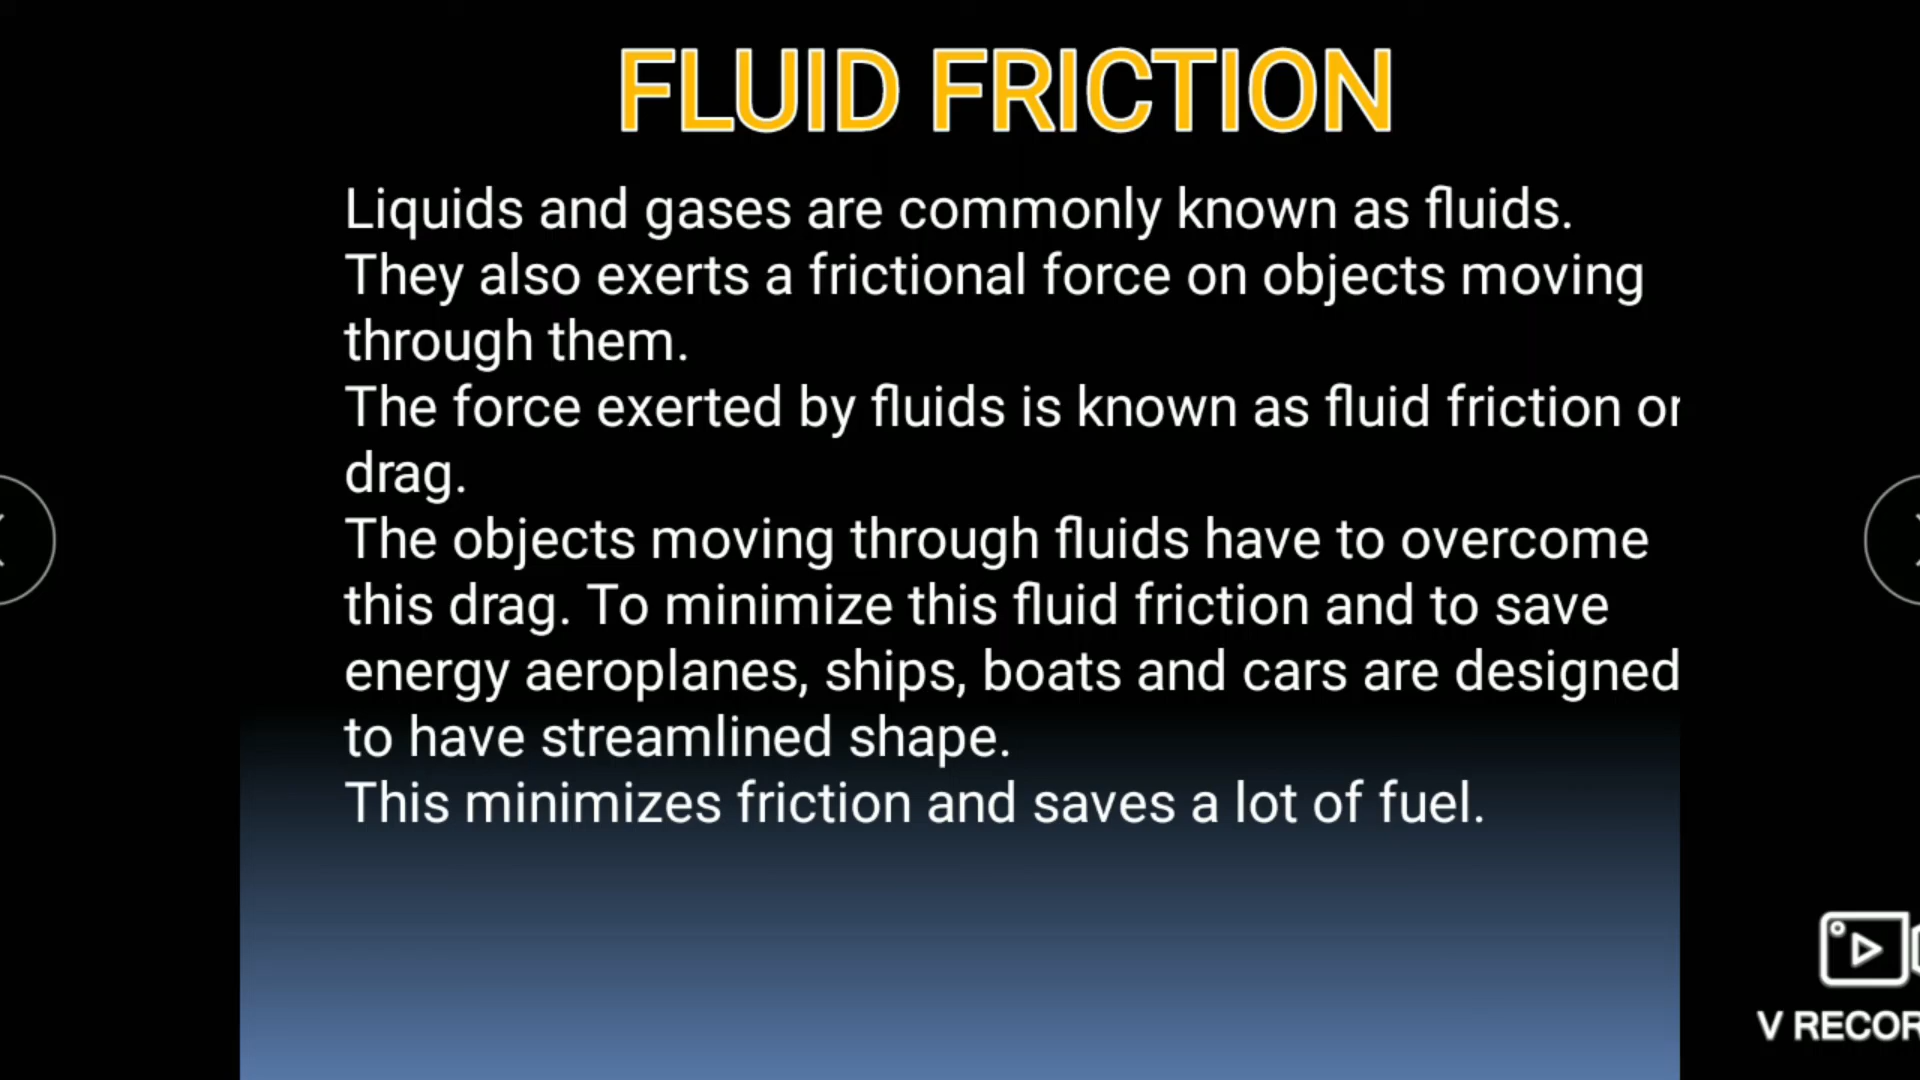 FLUID FRICTION
Liquids and gases are commonly known as fluids.
They also exerts a frictional force on objects moving
through them.
The force exerted by fluids is known as fluid friction or
drag.
The objects moving through fluids have to overcome
this drag. To minimize this fluid friction and to save
energy aeroplanes, ships, boats and cars are designed
to have streamlined shape.
This minimizes friction and saves a lot of fuel.
V RECOR